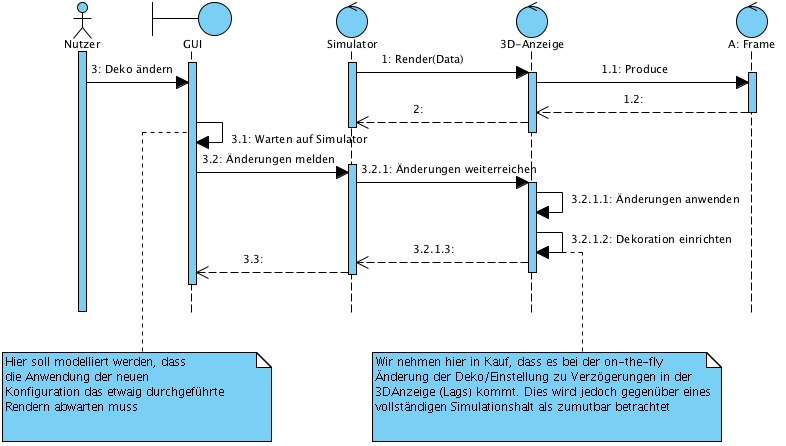 Nutzer
GUI
Simulator
3D-Anzeige
A: Frame
1: Render(Data)
3: Deko ändern
1.1: Produce
1.2:
2:
3.1: Warten auf Simulator
3.2: Änderungen melden
3.2.1: Änderungen weiterreichen
3.2.1.1: Änderungen anwenden
3.2.1.2: Dekoration einrichten
3.2.1.3:
3.3:
Hier soll modelliert werden, dass
die Anwendung der neuen
Konfiguration das etwaig durchgeführte
Rendern abwarten muss
Wir nehmen hier in Kauf, dass es bei der on-the-fly
Änderung der Deko/Einstellung zu Verzögerungen in der
3DAnzeige (Lags) kommt. Dies wird jedoch gegenüber eines
vollständigen Simulationshalt als zumutbar betrachtet